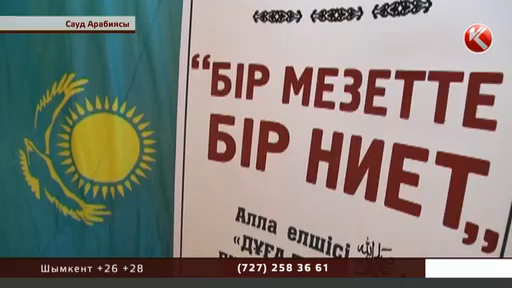 Сауд Арабиясы
"БІР МЕЗЕТТЕ
БІР НИЕТ„
Алла елшісі
Шымкент +26 +28
(727) 258 36 61